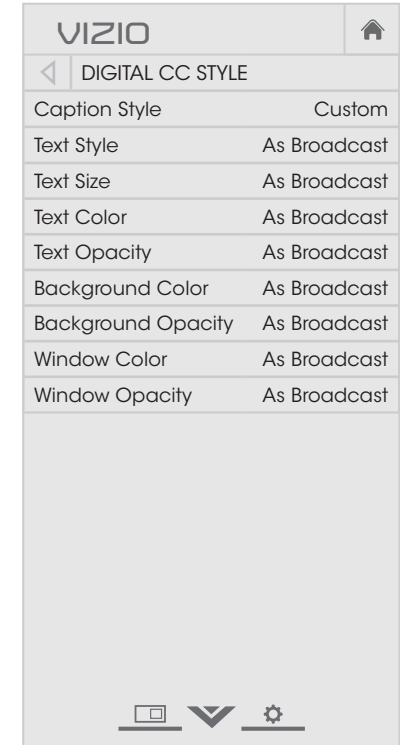 VIZIO
DIGITAL CC STYLE
Caption Style Custom
Text Style As Broadcast
Text Size As Broadcast
Text Color As Broadcast
Text Opacity As Broadcast
Background Color As Broadcast
Background Opacity As Broadcast
Window Color As Broadcast
Window Opacity As Broadcast